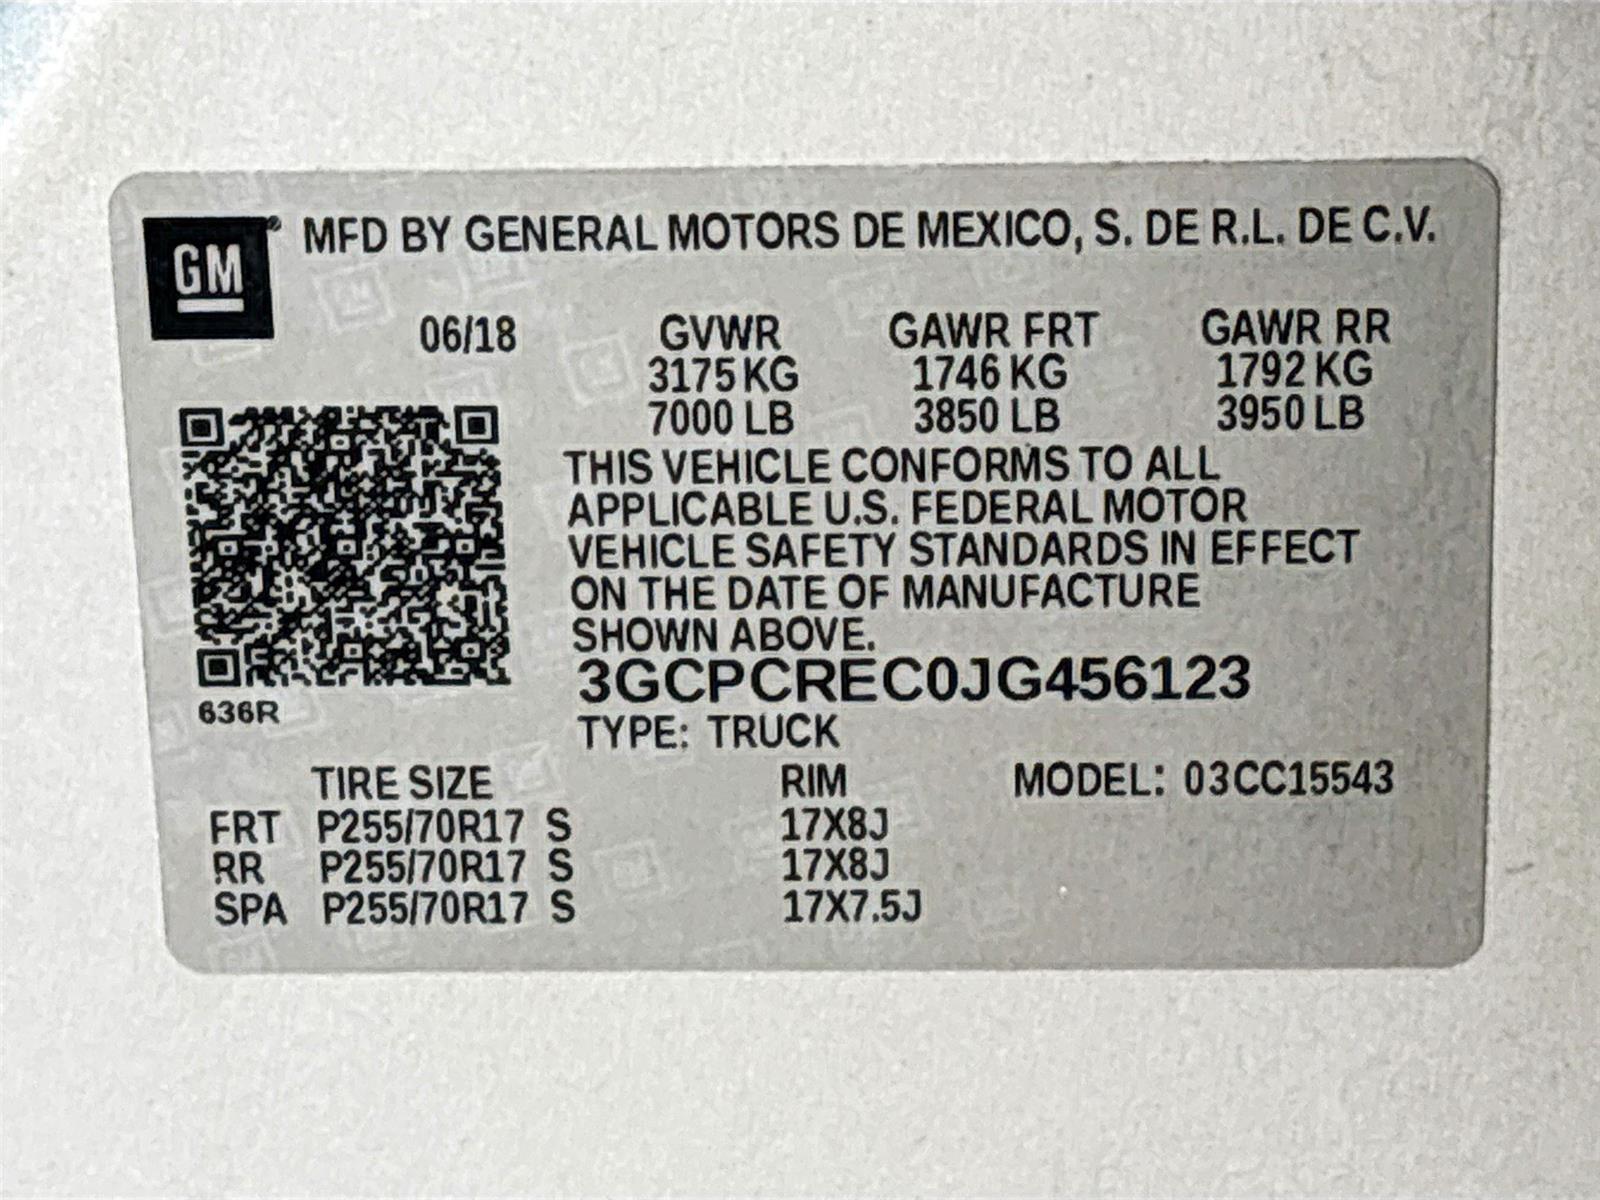 GM® MFD BY GENERAL MOTORS DE MEXICO, S. DE R.L. DE C.V.
06/18 GVWR GAWR FRT GAWR RR
3175 KG 1746 KG 1792 KG
7000 LB 3850 LB 3950 LB
THIS VEHICLE CONFORMS TO ALL
APPLICABLE U.S. FEDERAL MOTOR
VEHICLE SAFETY STANDARDS IN EFFECT
ON THE DATE OF MANUFACTURE
SHOWN ABOVE.
3GCPCREC0JG456123
636R
TYPE: TRUCK
TIRE SIZE RIM MODEL: 03CC15543
FRT P255/70R17 S 17X8J
RR P255/70R17 S 17X8J
SPA P255/70R17 S 17X7.5J